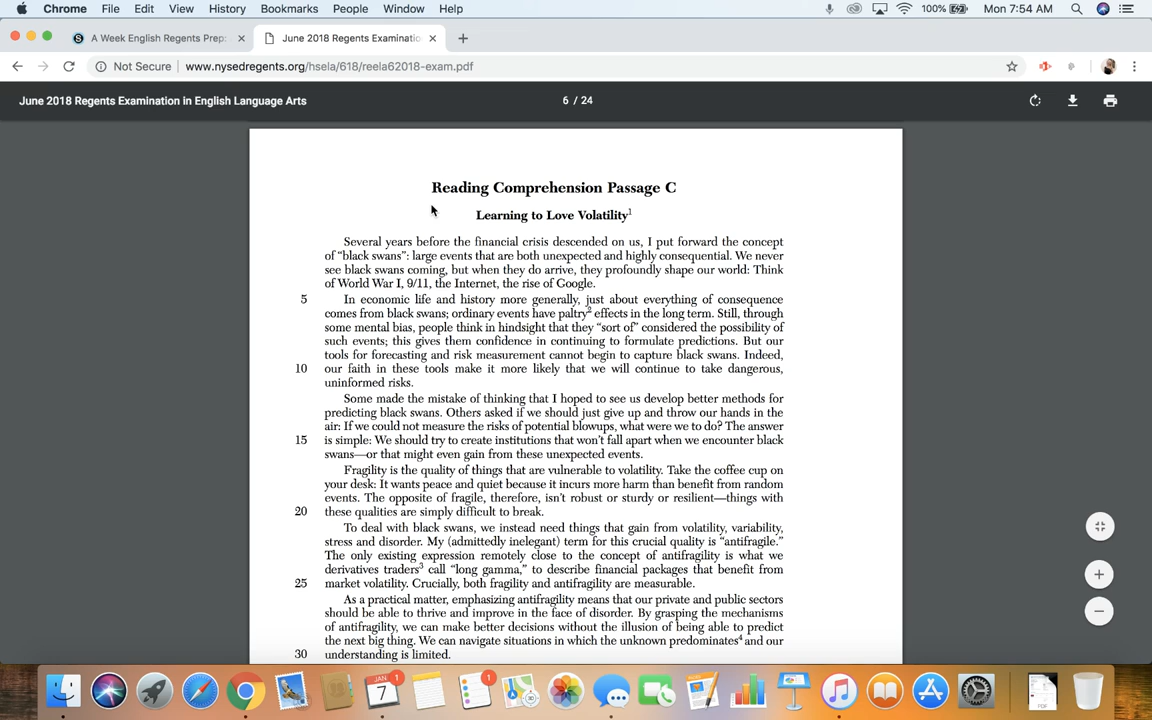 Chrome File Edit View History Bookmarks People Window Help 100% Mon 7:54 AM
A Week English Regents Prep: June 2018 Regents Examinatio
Not Secure www.nysedregents.org/hsela/618/reela62018-exam.pdf
June 2018 Regents Examination in English Language Arts 6 / 24
Reading Comprehension Passage C
Learning to Love Volatility1
Several years before the financial crisis descended on us, I put forward the concept
of “black swans”: large events that are both unexpected and highly consequential. We never
see black swans coming, but when they do arrive, they profoundly shape our world: Think
of World War I, 9/11, the Internet, the rise of Google.
5 In economic life and history more generally, just about everything of consequence
comes from black swans; ordinary events have paltry2 effects in the long term. Still, through
some mental bias, people think in hindsight that they “sort of” considered the possibility of
such events; this gives them confidence in continuing to formulate predictions. But our
tools for forecasting and risk measurement cannot begin to capture black swans. Indeed,
10 our faith in these tools make it more likely that we will continue to take dangerous,
uninformed risks.
Some made the mistake of thinking that I hoped to see us develop better methods for
predicting black swans. Others asked if we should just give up and throw our hands in the
air: If we could not measure the risks of potential blowups, what were we to do? The answer
15 is simple: We should try to create institutions that won’t fall apart when we encounter black
swans—or that might even gain from these unexpected events.
Fragility is the quality of things that are vulnerable to volatility. Take the coffee cup on
your desk: It wants peace and quiet because it incurs more harm than benefit from random
events. The opposite of fragile, therefore, isn’t robust or sturdy or resilient—things with
20 these qualities are simply difficult to break.
To deal with black swans, we instead need things that gain from volatility, variability,
stress and disorder. My (admittedly inelegant) term for this crucial quality is “antifragile.”
The only existing expression remotely close to the concept of antifragility is what we
derivatives traders3 call “long gamma,” to describe financial packages that benefit from
25 market volatility. Crucially, both fragility and antifragility are measurable.
As a practical matter, emphasizing antifragility means that our private and public sectors
should be able to thrive and improve in the face of disorder. By grasping the mechanisms
of antifragility, we can make better decisions without the illusion of being able to predict
the next big thing. We can navigate situations in which the unknown predominates4 and our
30 understanding is limited.
JAN 7 1
1